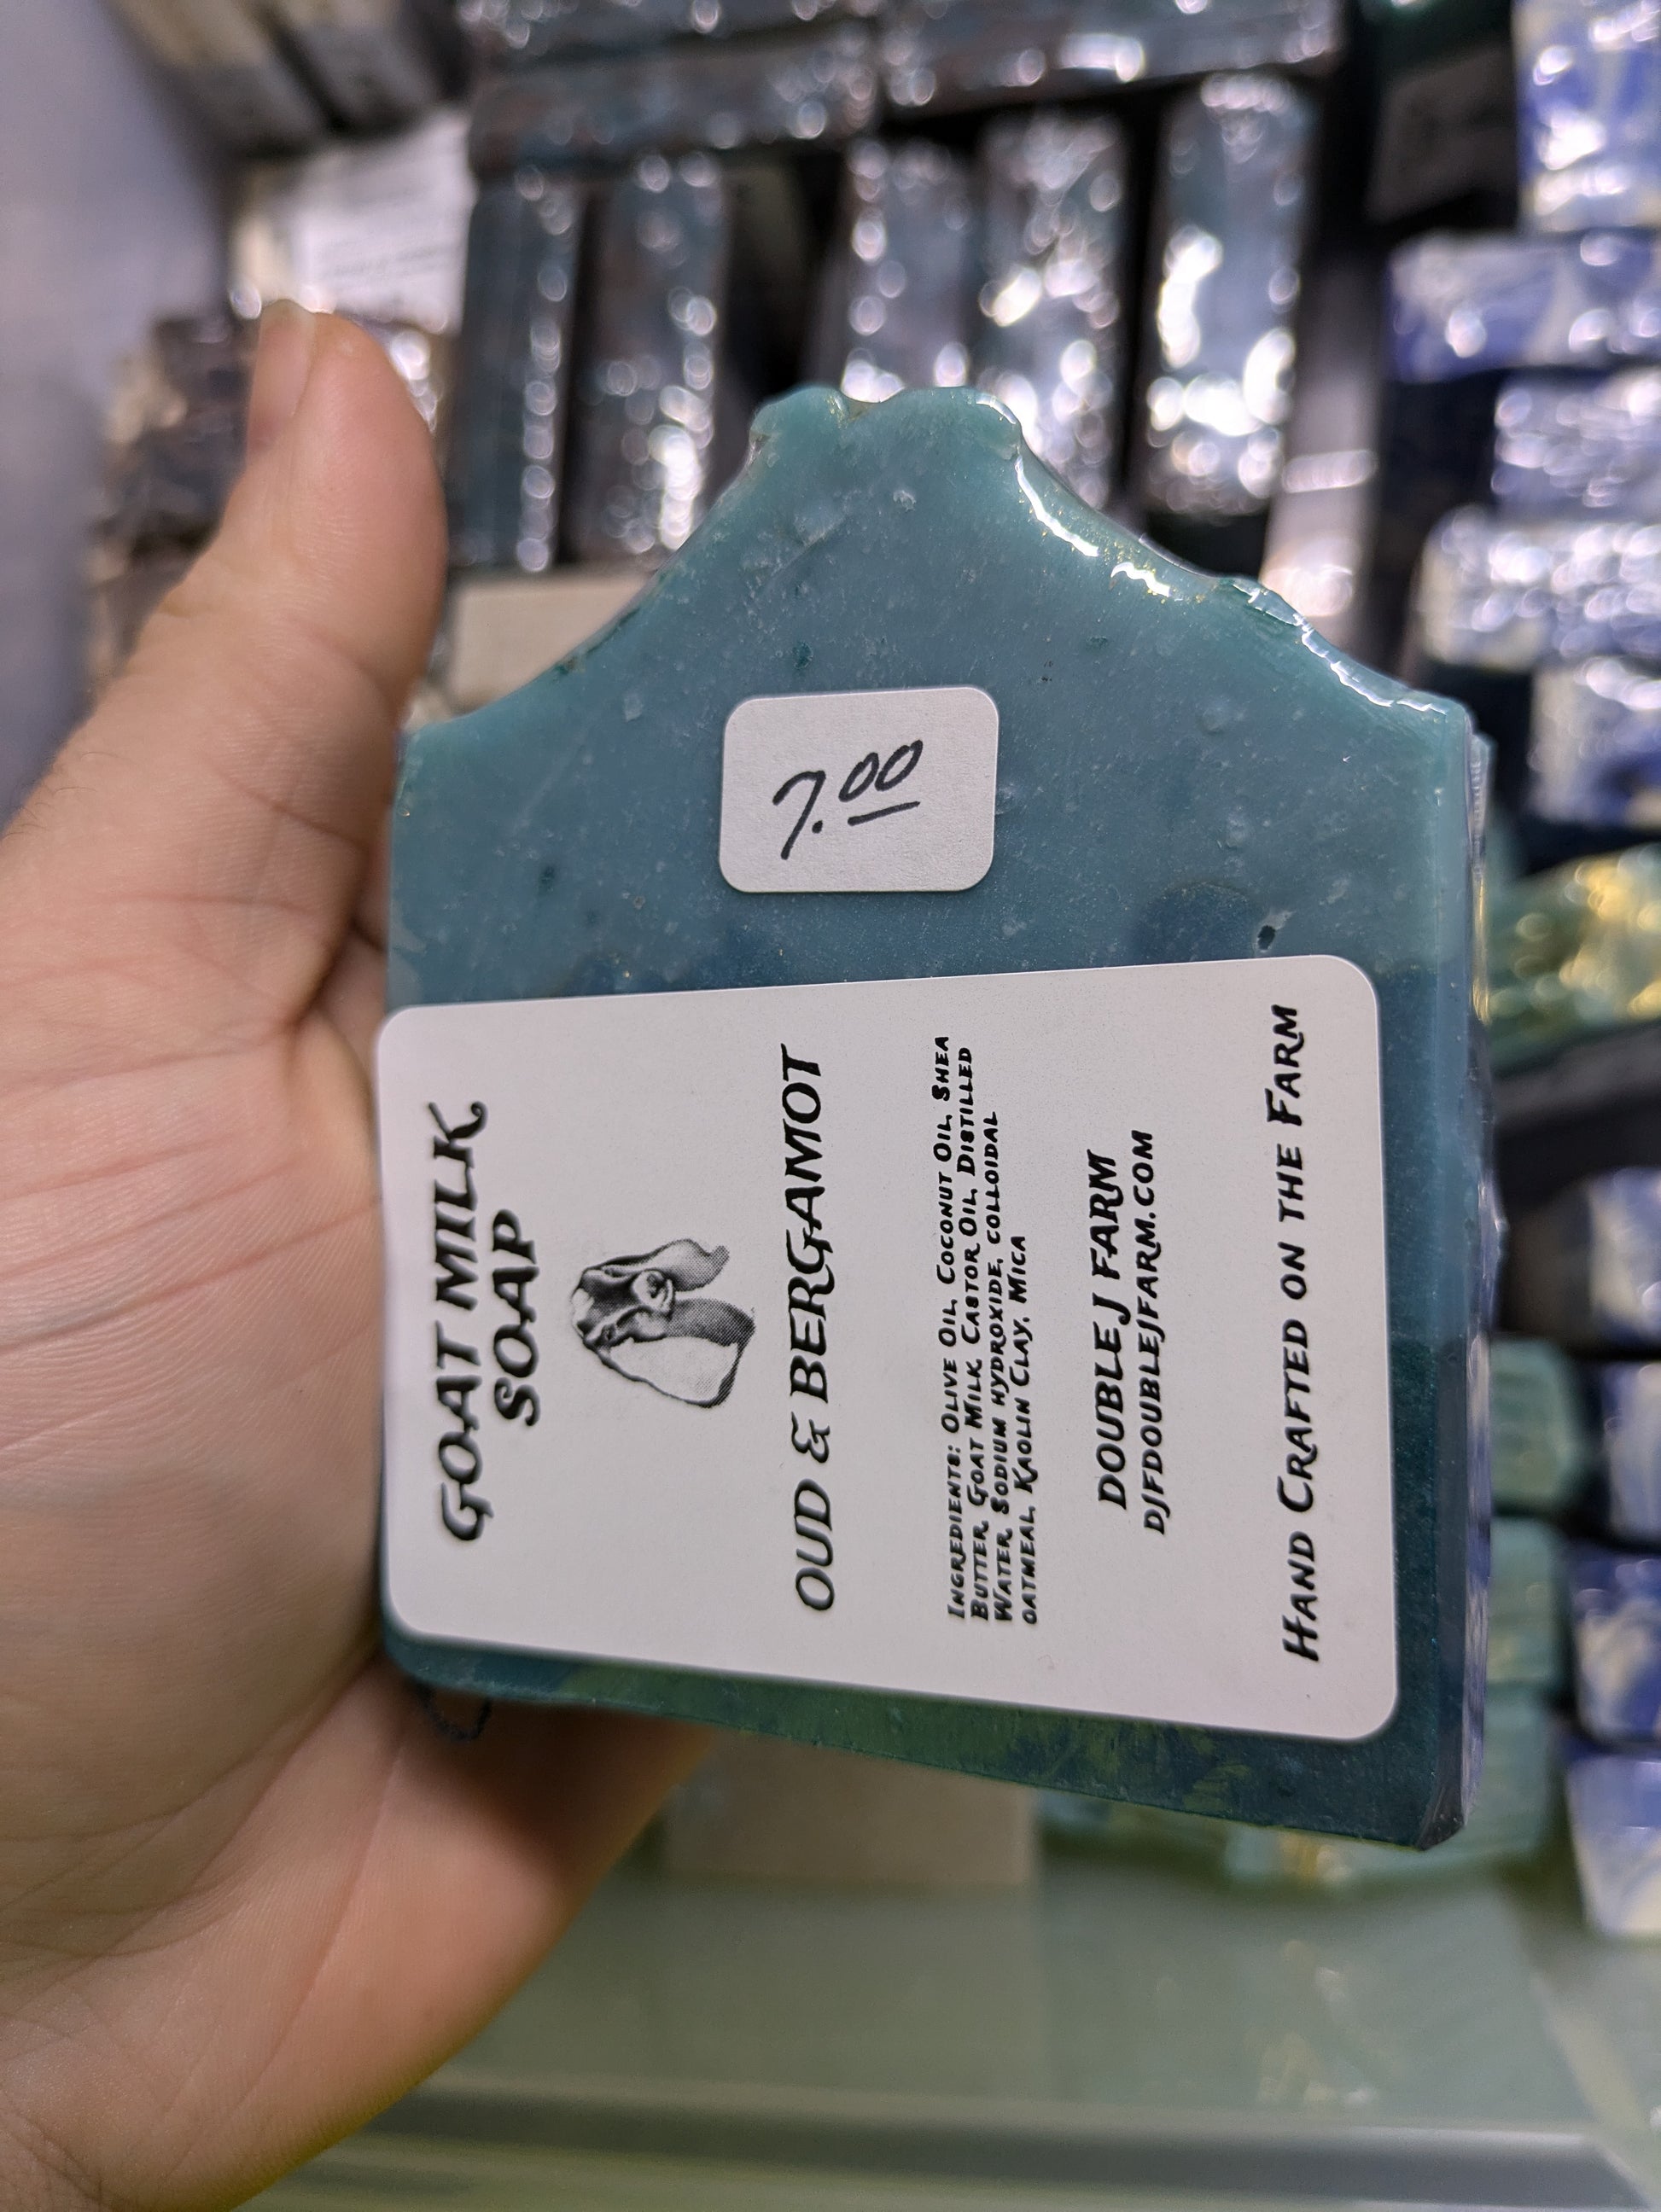 GOAT MILK
SOAP
OUD & BERGAMOT
INGREDIENTS: OLIVE OIL, COCONUT OIL, SHEA
BUTTER, GOAT MILK, CASTOR OIL, DISTILLED
WATER, SODIUM HYDROXIDE, COLLOIDAL
OATMEAL, KAOLIN CLAY, MICA
DOUBLE J FARM
DJFDOUBLEJFARM.COM
HAND CRAFTED ON THE FARM
7.00